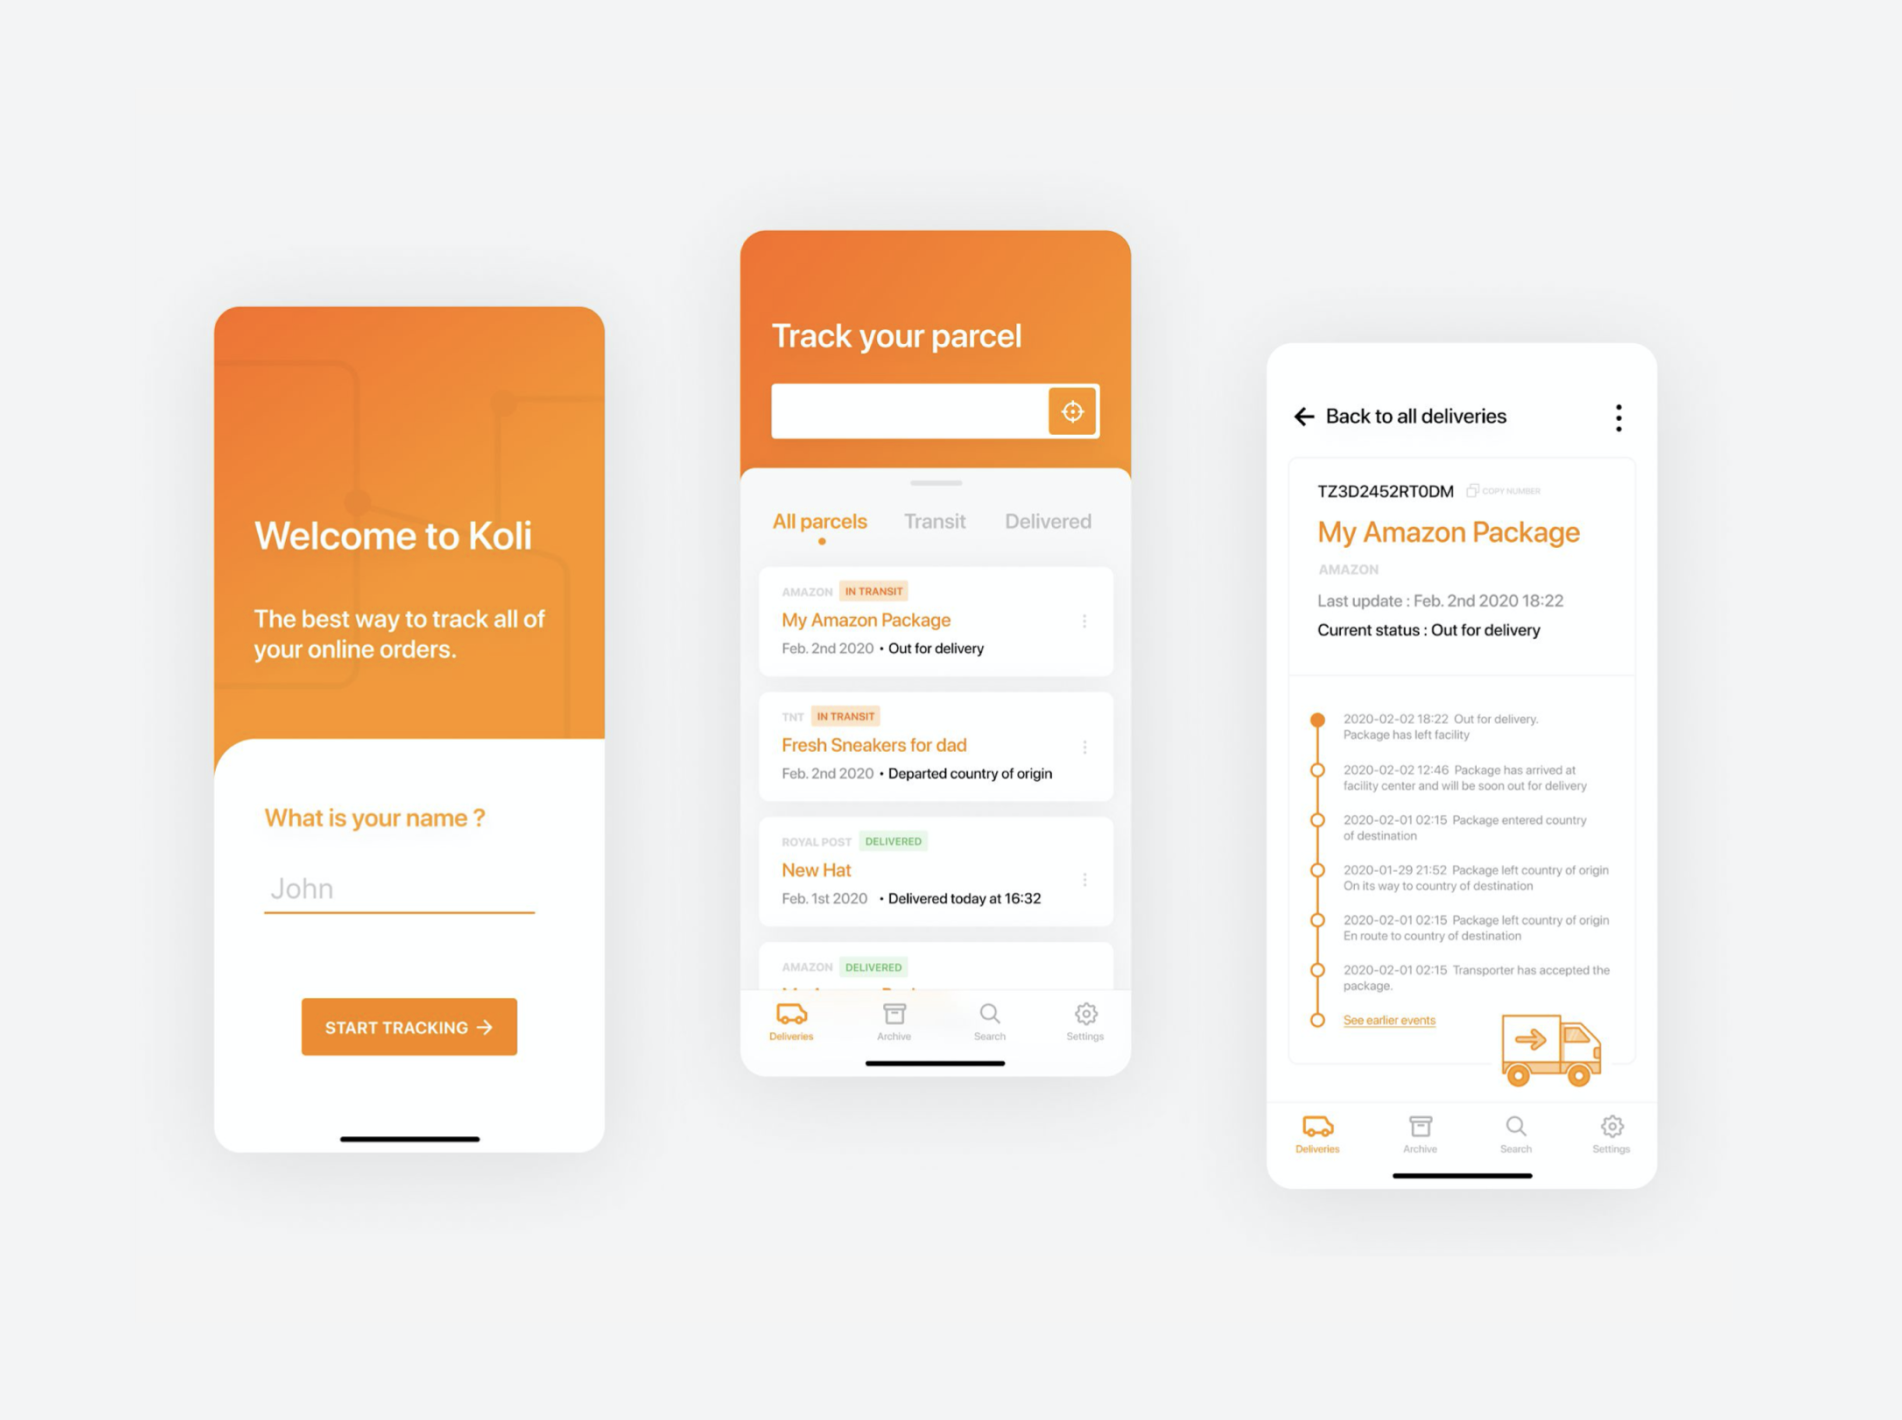 Welcome to Koli
The best way to track all of
your online orders.
What is your name ?
John
START TRACKING
Track your parcel
All parcels Transit Delivered
AMAZON IN TRANSIT
My Amazon Package
Feb. 2nd 2020 • Out for delivery
TNT IN TRANSIT
Fresh Sneakers for dad
Feb. 2nd 2020 • Departed country of origin
ROYAL POST DELIVERED
New Hat
Feb. 1st 2020 • Delivered today at 16:32
AMAZON DELIVERED
Deliveries Archive Search Settings
Back to all deliveries
TZ3D2452RT0DM COPY NUMBER
My Amazon Package
AMAZON
Last update : Feb. 2nd 2020 18:22
Current status : Out for delivery
2020-02-02 18:22 Out for delivery.
Package has left facility
2020-02-02 12:46 Package has arrived at
facility center and will be soon out for delivery
2020-02-01 02:15 Package entered country
of destination
2020-01-29 21:52 Package left country of origin
On its way to country of destination
2020-02-01 02:15 Package left country of origin
En route to country of destination
2020-02-01 02:15 Transporter has accepted the
package.
See earlier events
Deliveries Archive Search Settings